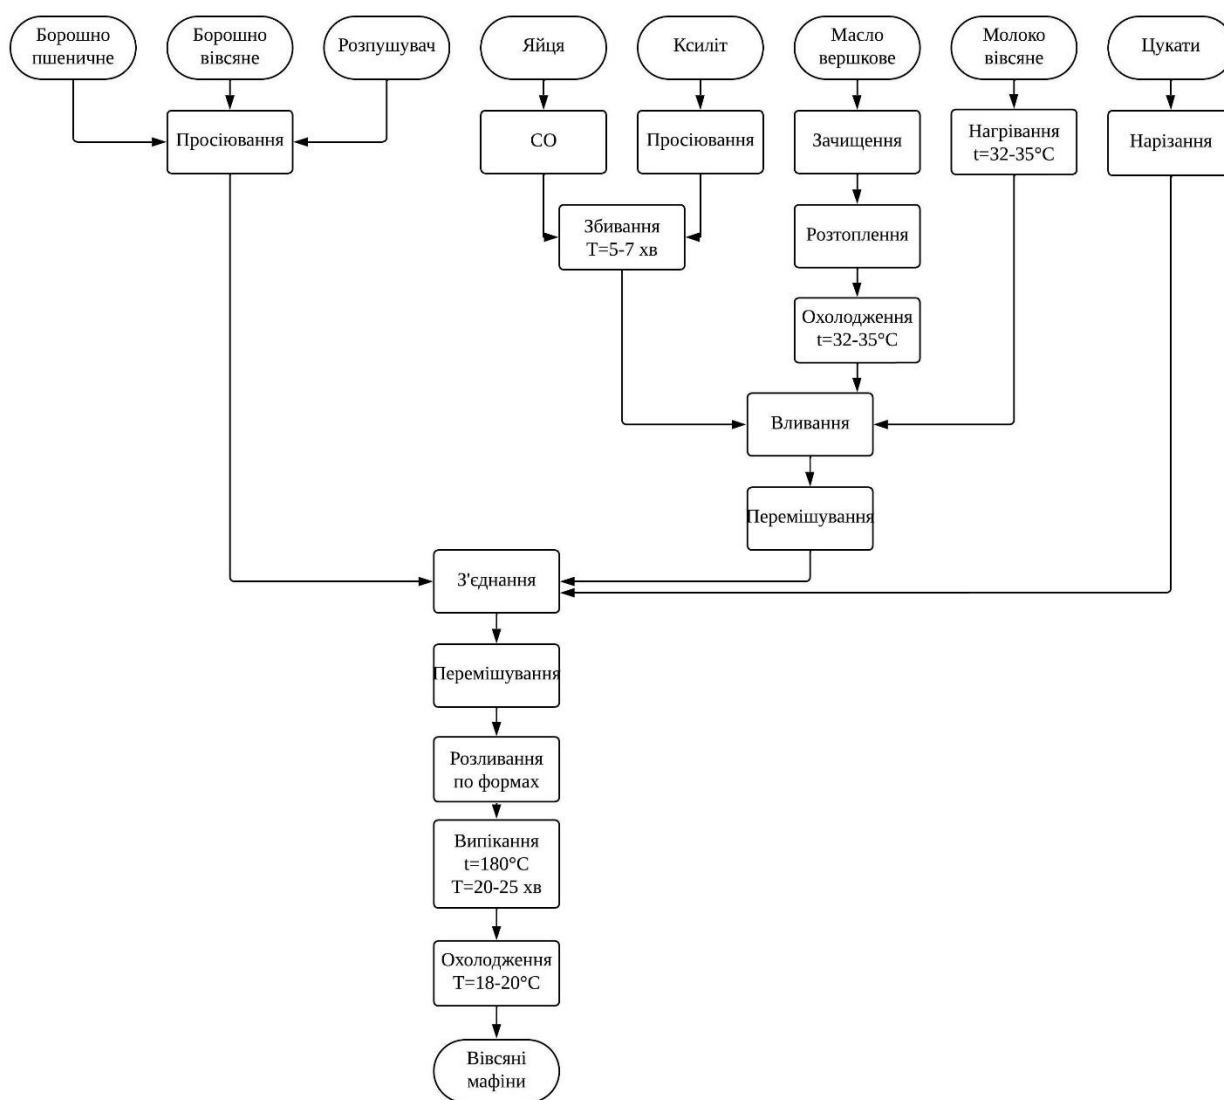 Борошно
пшеничне
Борошно
вівсяне
Розпушувач
Яйця
Ксиліт
Масло
вершкове
Молоко
вівсяне
Цукати
Просіювання
СО
Просіювання
Зачищення
Нагрівання
t=32-35°C
Нарізання
Збивання
Т=5-7 хв
Розтоплення
Охолодження
t=32-35°C
Вливання
Перемішування
З'єднання
Перемішування
Розливання
по формах
Випікання
t=180°C
Т=20-25 хв
Охолодження
Т=18-20°C
Вівсяні
мафіни